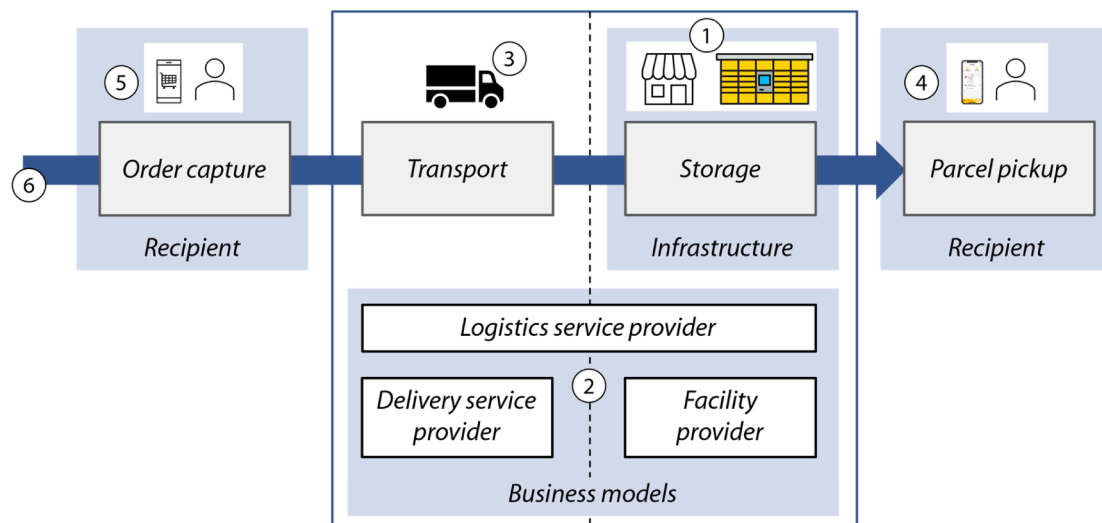 1
5
3
4
6
Order capture
Transport
Storage
Parcel pickup
Recipient
Infrastructure
Recipient
Logistics service provider
2
Delivery service
provider
Facility
provider
Business models